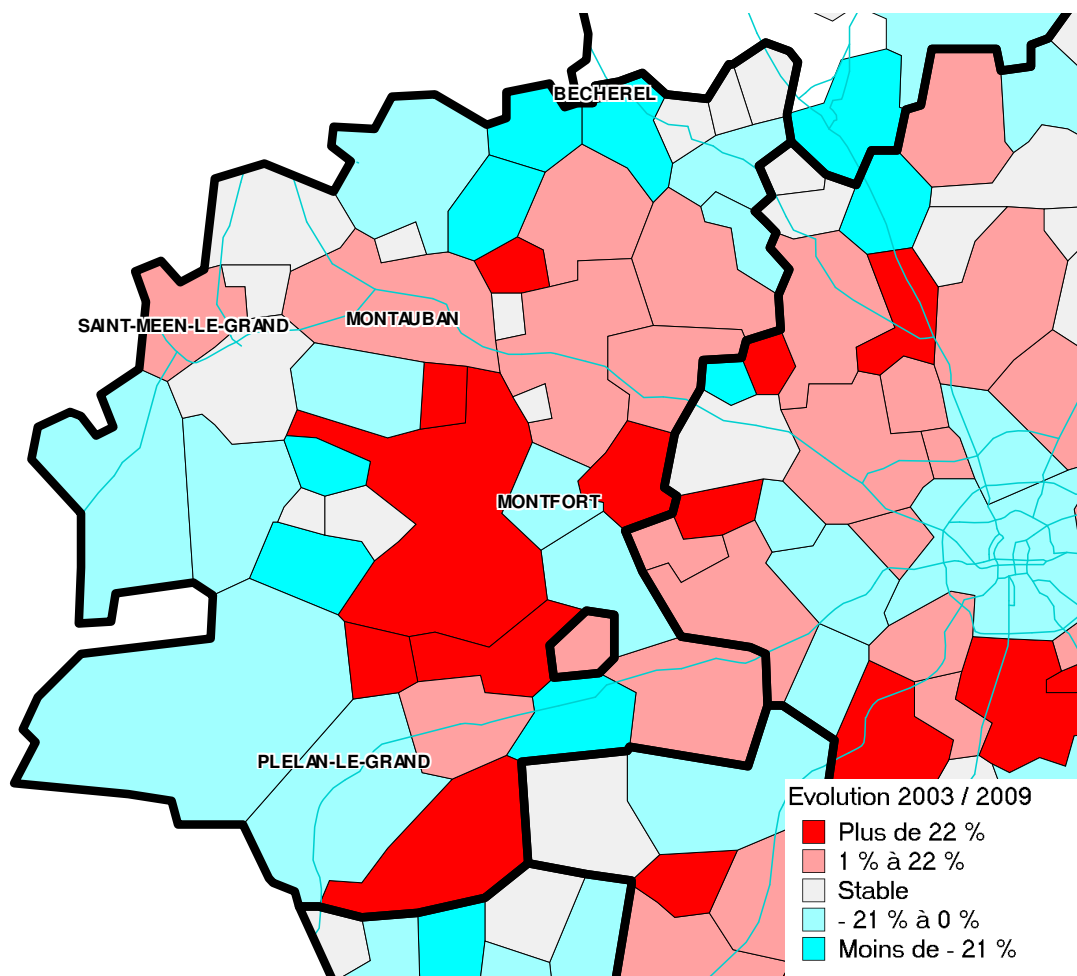 BECHEREL
SAINT-MEEN-LE-GRAND
MONTAUBAN
MONTFORT
PLELAN-LE-GRAND
Evolution 2003 / 2009
Plus de 22 %
1 % à 22 %
Stable
- 21 % à 0 %
Moins de - 21 %